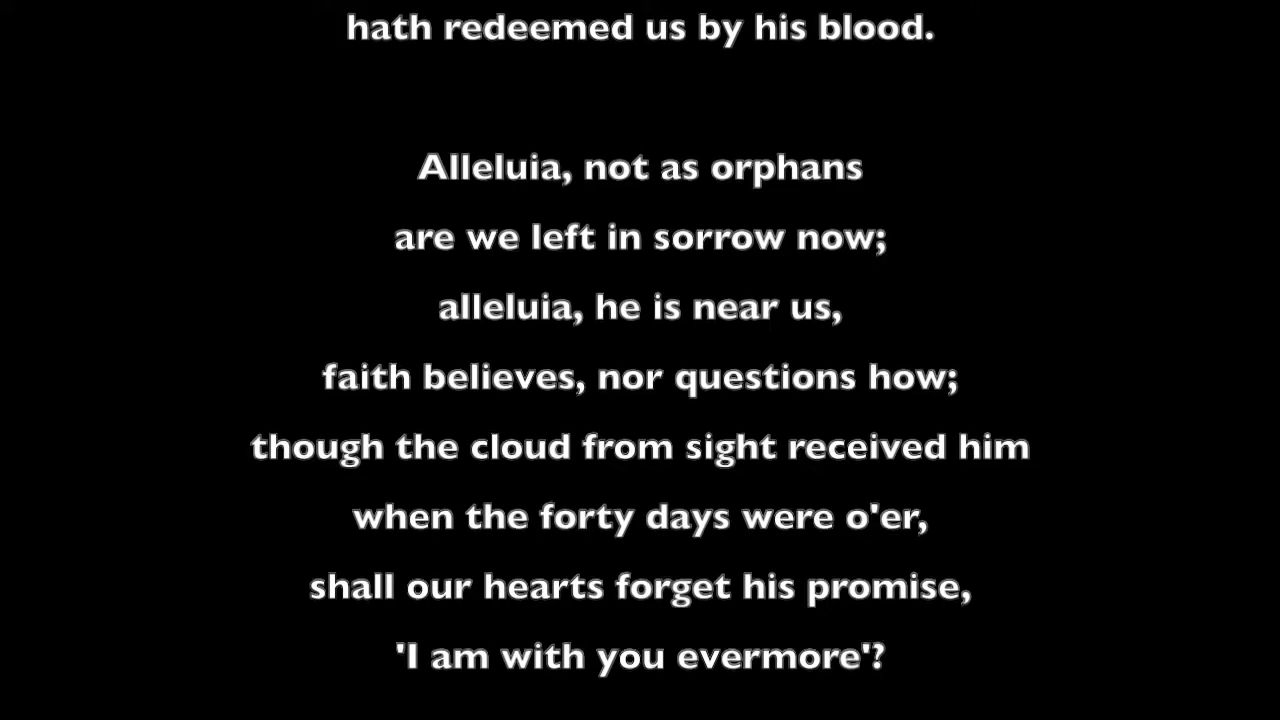 hath redeemed us by his blood.
Alleluia, not as orphans
are we left in sorrow now;
alleluia, he is near us,
faith believes, nor questions how;
though the cloud from sight received him
when the forty days were o'er,
shall our hearts forget his promise,
'I am with you evermore'?